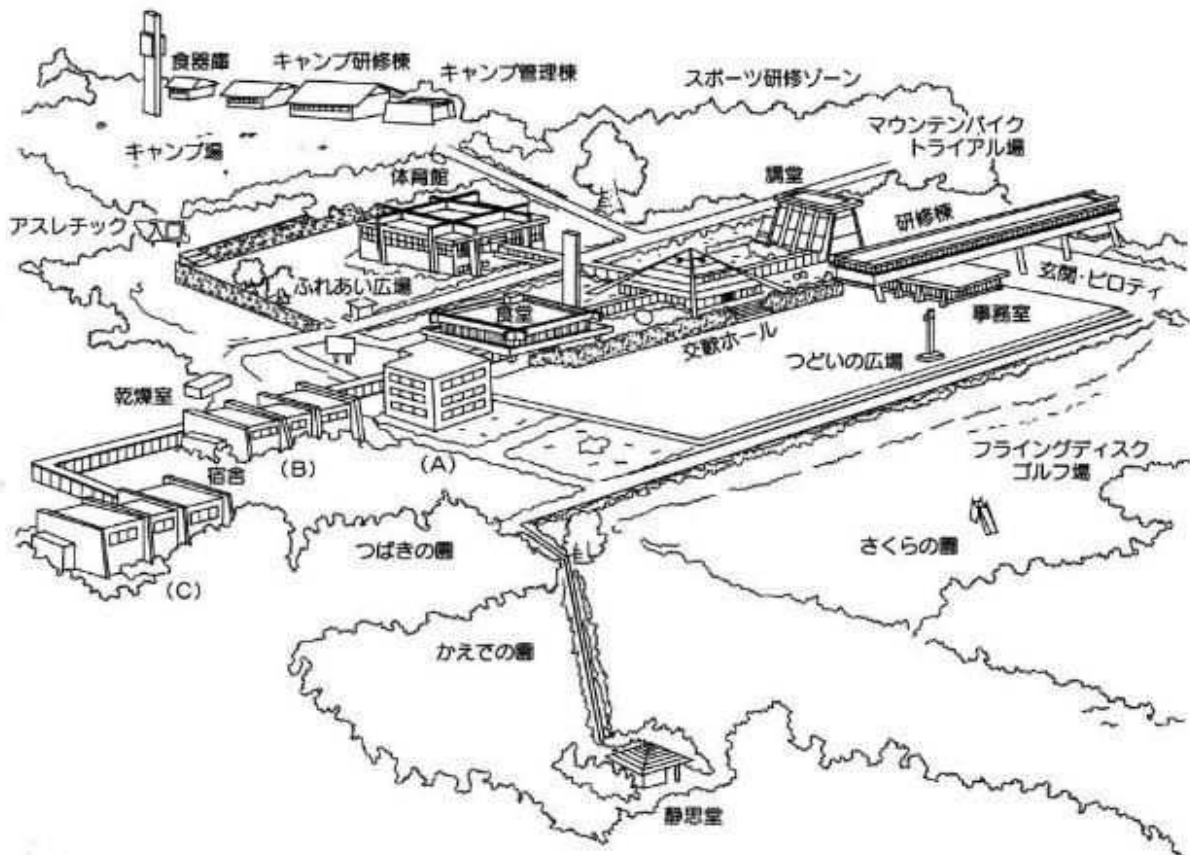 食器庫
キャンプ研修棟
キャンプ管理棟
スポーツ研修ゾーン
マウンテンバイク
トライアル場
キャンプ場
体育館
講堂
アスレチック
入口
研修棟
ふれあい広場
玄関・ピロティ
食堂
事務室
交歓ホール
つどいの広場
乾燥室
宿舎
(B)
(A)
フライングディスク
ゴルフ場
つばきの園
さくらの園
(C)
かえでの園
静思堂